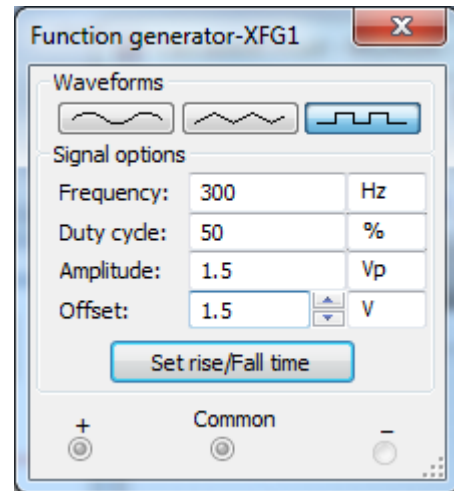 Function generator-XFG1
X
Waveforms
Signal options
Frequency: 300 Hz
Duty cycle: 50 %
Amplitude: 1.5 Vp
Offset: 1.5 V
Set rise/Fall time
+ Common −